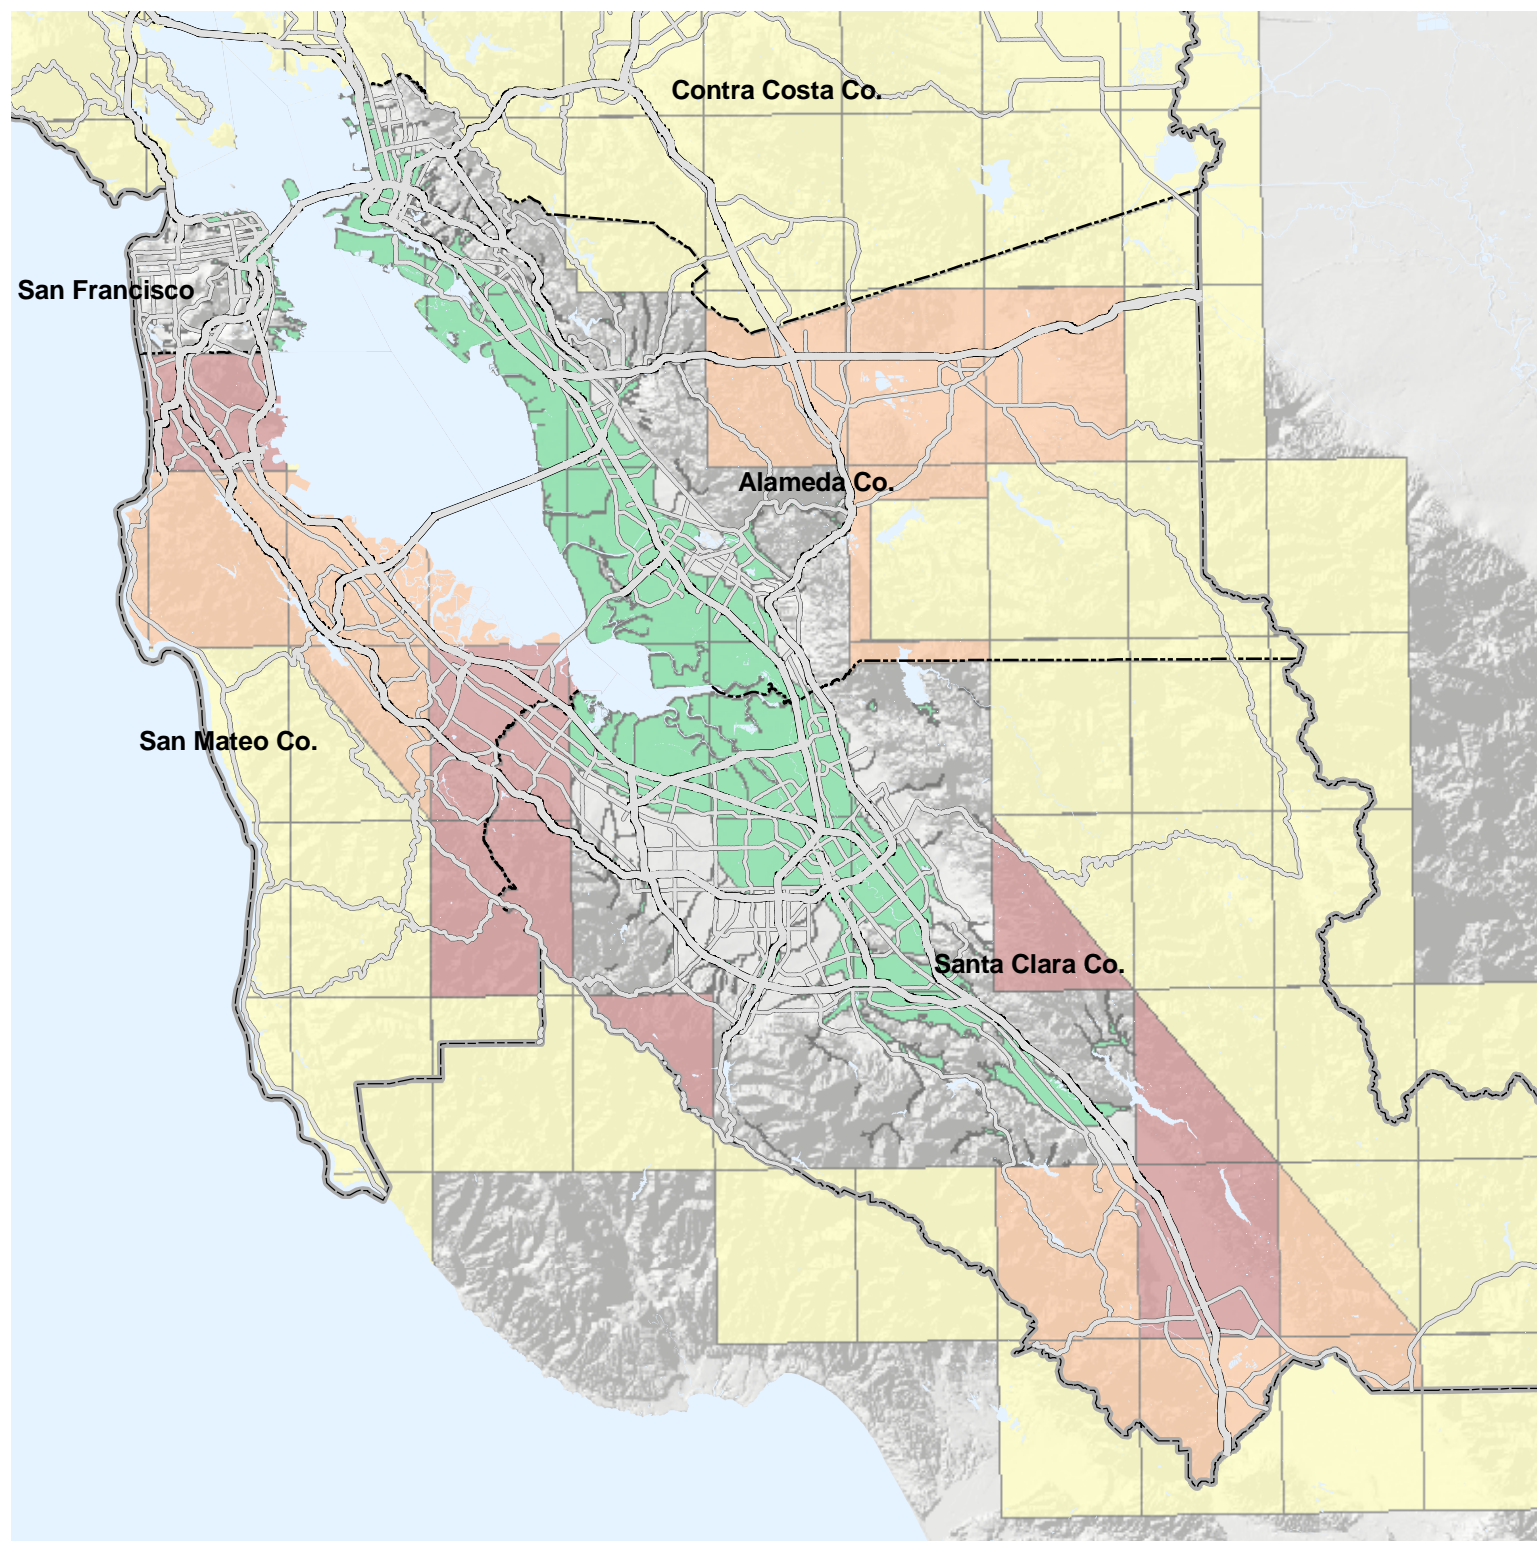 Contra Costa Co.
San Francisco
Alameda Co.
San Mateo Co.
Santa Clara Co.